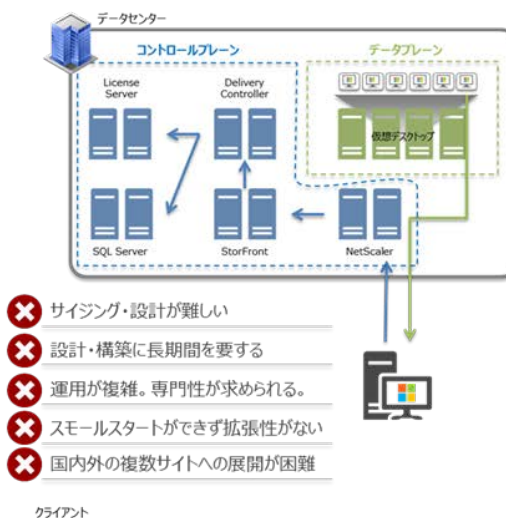 データセンター
コントロールプレーン
データプレーン
License
Server
Delivery
Controller
仮想デスクトップ
SQL Server
StorFront
NetScaler
サイジング・設計が難しい
設計・構築に長期間を要する
運用が複雑。専門性が求められる。
スモールスタートができず拡張性がない
国内外の複数サイトへの展開が困難
クライアント